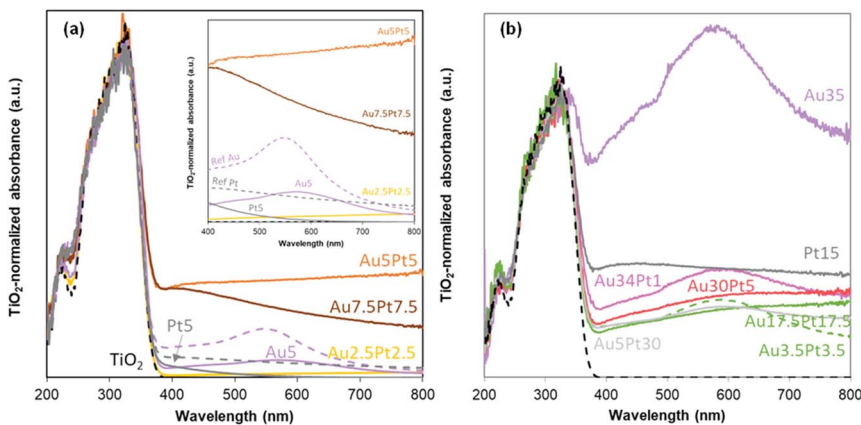 (a)
TiO2-normalized absorbance (a.u.)
TiO2-normalized absorbance (a.u.)
Au5Pt5
Au7.5Pt7.5
Ref Au
Au5
Ref Pt
Au2.5Pt2.5
Pt5
400 500 600 700 800
Wavelength (nm)
Au5Pt5
Au7.5Pt7.5
Pt5
Au5
Au2.5Pt2.5
TiO2
200 300 400 500 600 700 800
Wavelength (nm)
(b)
TiO2-normalized absorbance (a.u.)
Au35
Pt15
Au34Pt1
Au30Pt5
Au17.5Pt17.5
Au5Pt30
Au3.5Pt3.5
200 300 400 500 600 700 800
Wavelength (nm)